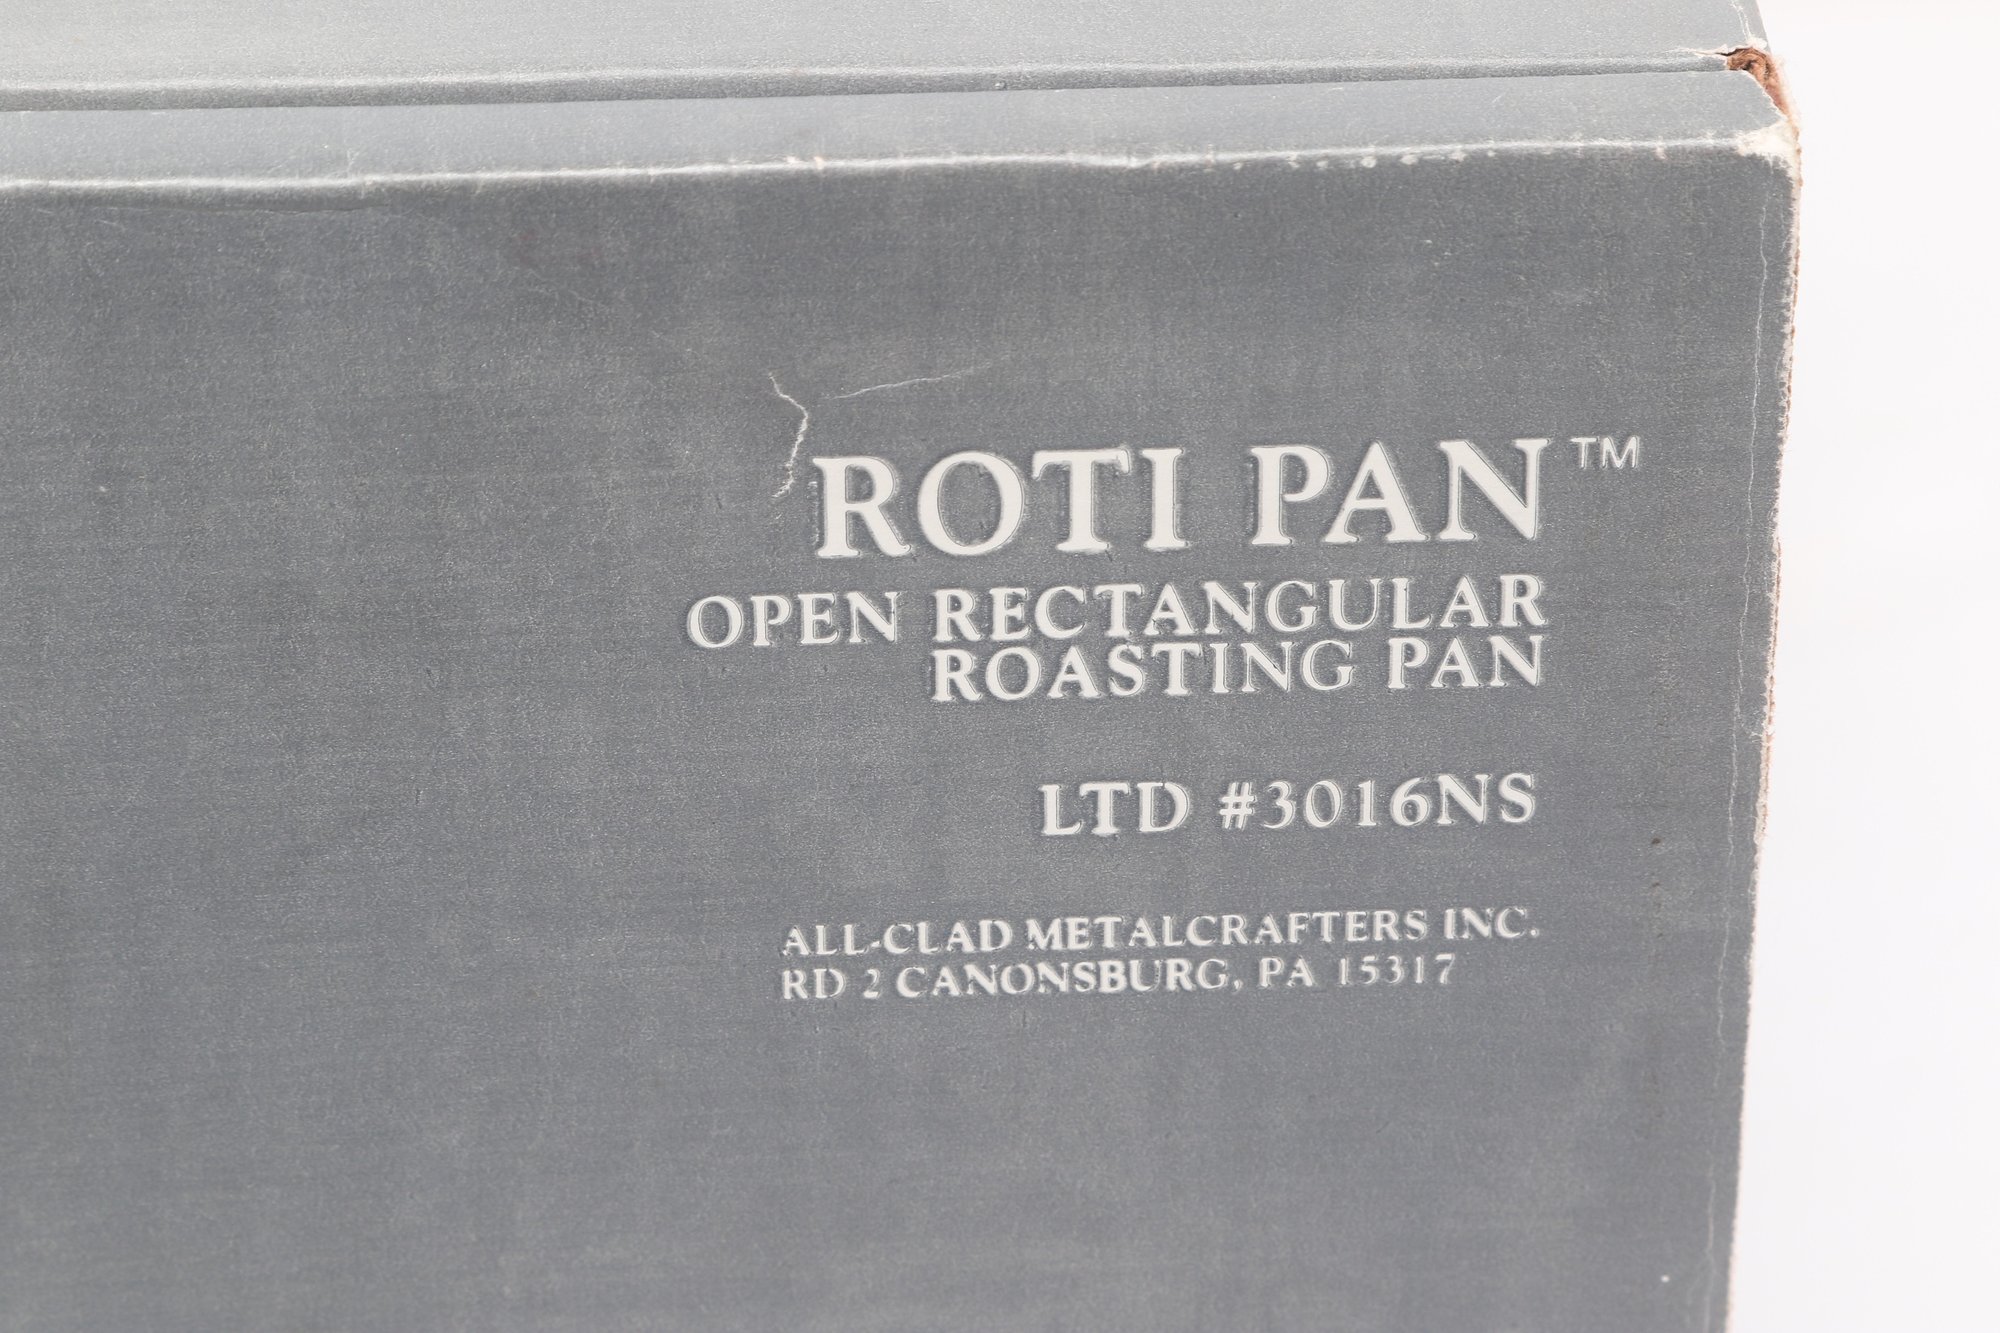 ROTI PAN™
OPEN RECTANGULAR
ROASTING PAN
LTD #3016NS
ALL-CLAD METALCRAFTERS INC.
RD 2 CANONSBURG, PA 15317